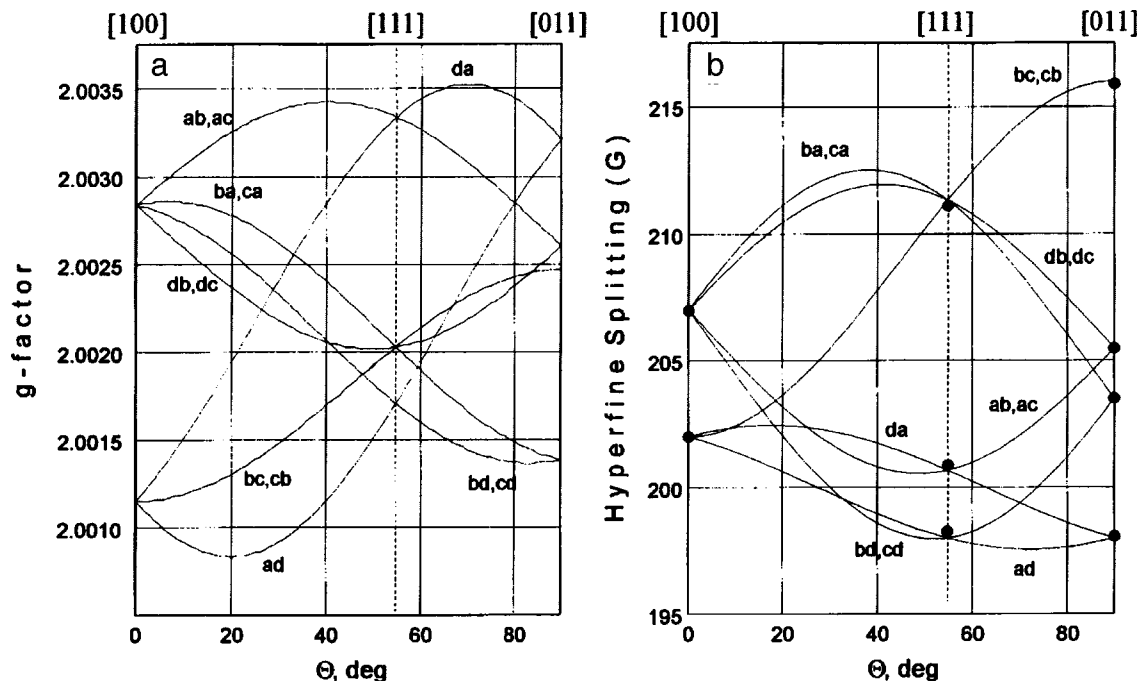 [100] [111] [011]
a
da
ab,ac
ba,ca
db,dc
bc,cb
bd,cd
ad
2.0035
2.0030
2.0025
2.0020
2.0015
2.0010
g-factor
0 20 40 60 80
Θ, deg
[100] [111] [011]
b
bc,cb
ba,ca
db,dc
ab,ac
da
bd,cd
ad
215
210
205
200
195
Hyperfine Splitting (G)
0 20 40 60 80
Θ, deg